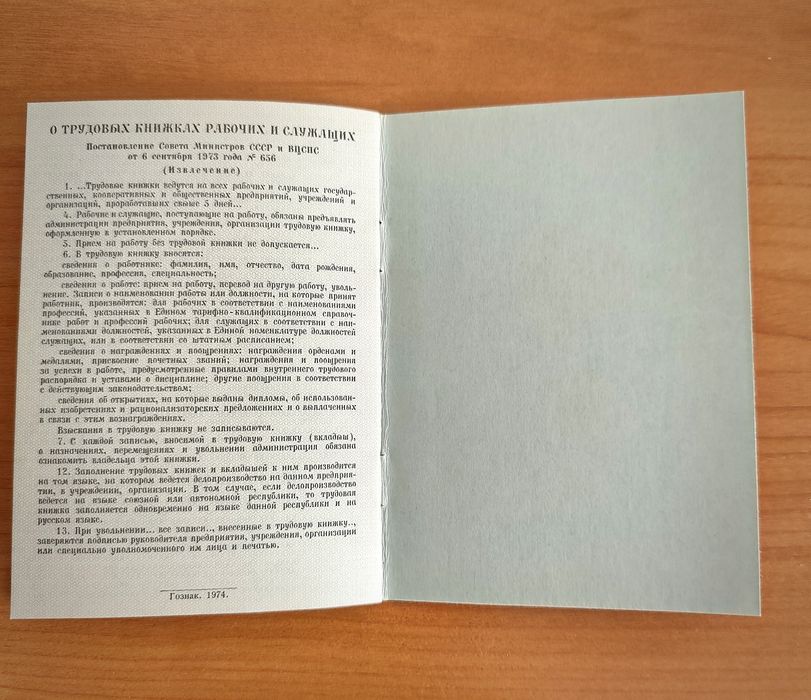 О ТРУДОВЫХ КНИЖКАХ РАБОЧИХ И СЛУЖАЩИХ
Постановление Совета Министров СССР и ВЦСПС
от 6 сентября 1973 года № 656
(Извлечение)
1. ...Трудовые книжки ведутся на всех рабочих и служащих государ-
ственных, кооперативных и общественных предприятий, учреждений и
организаций, проработавших свыше 5 дней...
4. Рабочие и служащие, поступающие на работу, обязаны предъявлять
администрации предприятия, учреждения, организации трудовую книжку,
оформленную в установленном порядке.
5. Прием на работу без трудовой книжки не допускается...
6. В трудовую книжку вносятся:
сведения о работнике: фамилия, имя, отчество, дата рождения,
образование, профессия, специальность;
сведения о работе: прием на работу, перевод на другую работу, уволь-
нение. Записи о наименовании работы или должности, на которые принят
работник, производятся: для рабочих в соответствии с наименованиями
профессий, указанных в Едином тарифно-квалификационном справоч-
нике работ и профессий рабочих; для служащих в соответствии с наи-
менованиями должностей, указанных в Единой номенклатуре должностей
служащих, или в соответствии со штатным расписанием;
сведения о награждениях и поощрениях: награждения орденами и
медалями, присвоение почетных званий; награждения и поощрения
за успехи в работе, предусмотренные правилами внутреннего трудового
распорядка и уставами о дисциплине; другие поощрения в соответствии
с действующим законодательством;
сведения об открытиях, на которые выданы дипломы, об использован-
ных изобретениях и рационализаторских предложениях и о выплаченных
в связи с этим вознаграждениях.
Взыскания в трудовую книжку не записываются.
7. С каждой записью, вносимой в трудовую книжку (вкладыш),
о назначениях, перемещениях и увольнении администрация обязана
ознакомить владельца этой книжки.
12. Заполнение трудовых книжек и вкладышей к ним производится
на том языке, на котором ведется делопроизводство на данном предприя-
тии, в учреждении, организации. В том случае, если делопроизводство
ведется на языке союзной или автономной республики, то трудовая
книжка заполняется одновременно на языке данной республики и на
русском языке.
13. При увольнении... все записи.., внесенные в трудовую книжку..,
заверяются подписью руководителя предприятия, учреждения, организации
или специально уполномоченного им лица и печатью.
Гознак. 1974.